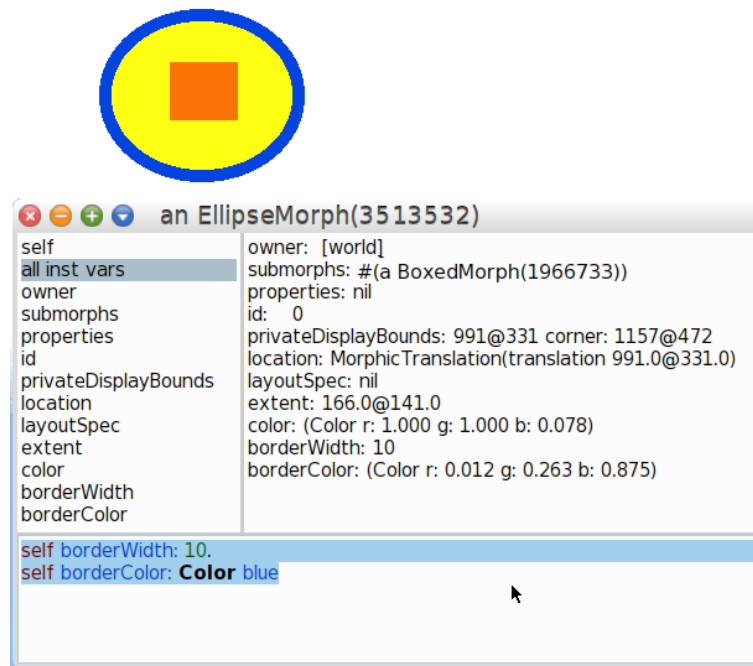 an EllipseMorph(3513532)
self
all inst vars
owner
submorphs
properties
id
privateDisplayBounds
location
layoutSpec
extent
color
borderWidth
borderColor
owner: [world]
submorphs: #(a BoxedMorph(1966733))
properties: nil
id: 0
privateDisplayBounds: 991@331 corner: 1157@472
location: MorphicTranslation(translation 991.0@331.0)
layoutSpec: nil
extent: 166.0@141.0
color: (Color r: 1.000 g: 1.000 b: 0.078)
borderWidth: 10
borderColor: (Color r: 0.012 g: 0.263 b: 0.875)
self borderWidth: 10.
self borderColor: Color blue